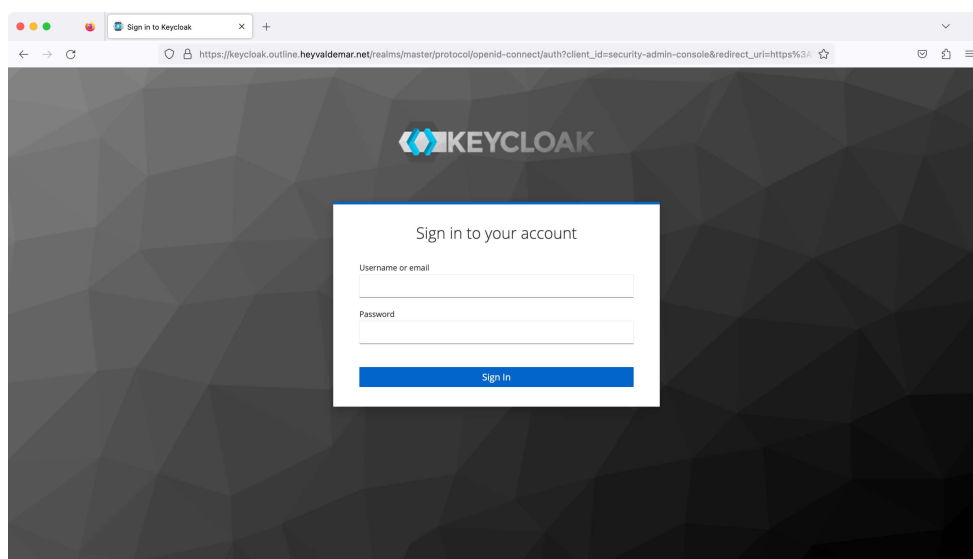 Sign in to Keycloak
https://keycloak.outline.heyvaldemar.net/realms/master/protocol/openid-connect/auth?client_id=security-admin-console&redirect_uri=https%3A
KEYCLOAK
Sign in to your account
Username or email
Password
Sign In